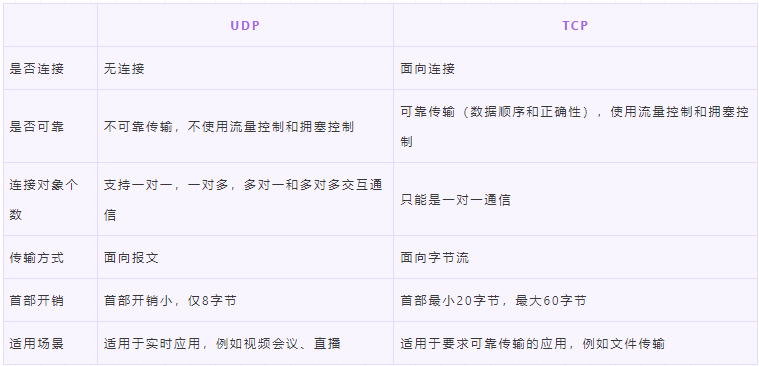 UDP TCP
是否连接 无连接 面向连接
是否可靠 不可靠传输，不使用流量控制和拥塞控制 可靠传输（数据顺序和正确性），使用流量控制和拥塞控
制
连接对象个
数
支持一对一，一对多，多对一和多对多交互通
信
只能是一对一通信
传输方式 面向报文 面向字节流
首部开销 首部开销小，仅8字节 首部最小20字节，最大60字节
适用场景 适用于实时应用，例如视频会议、直播 适用于要求可靠传输的应用，例如文件传输